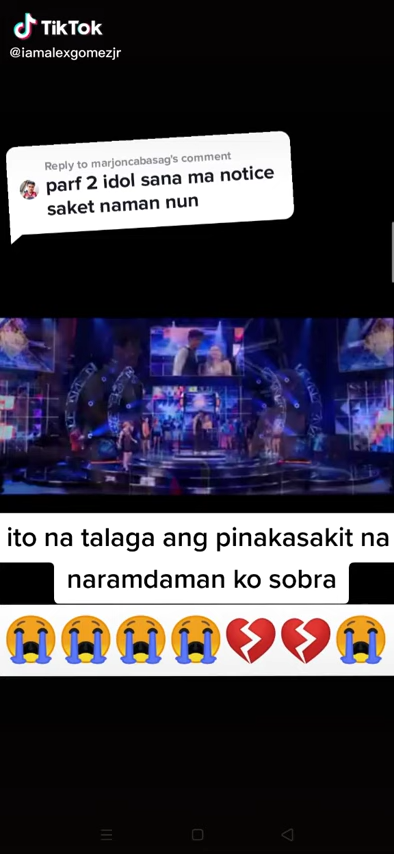 TikTok
@iamalexgomezjr
Reply to marjoncabasag's comment
parf 2 idol sana ma notice
saket naman nun
ito na talaga ang pinakasakit na
naramdaman ko sobra
😭😭😭😭💔💔😭